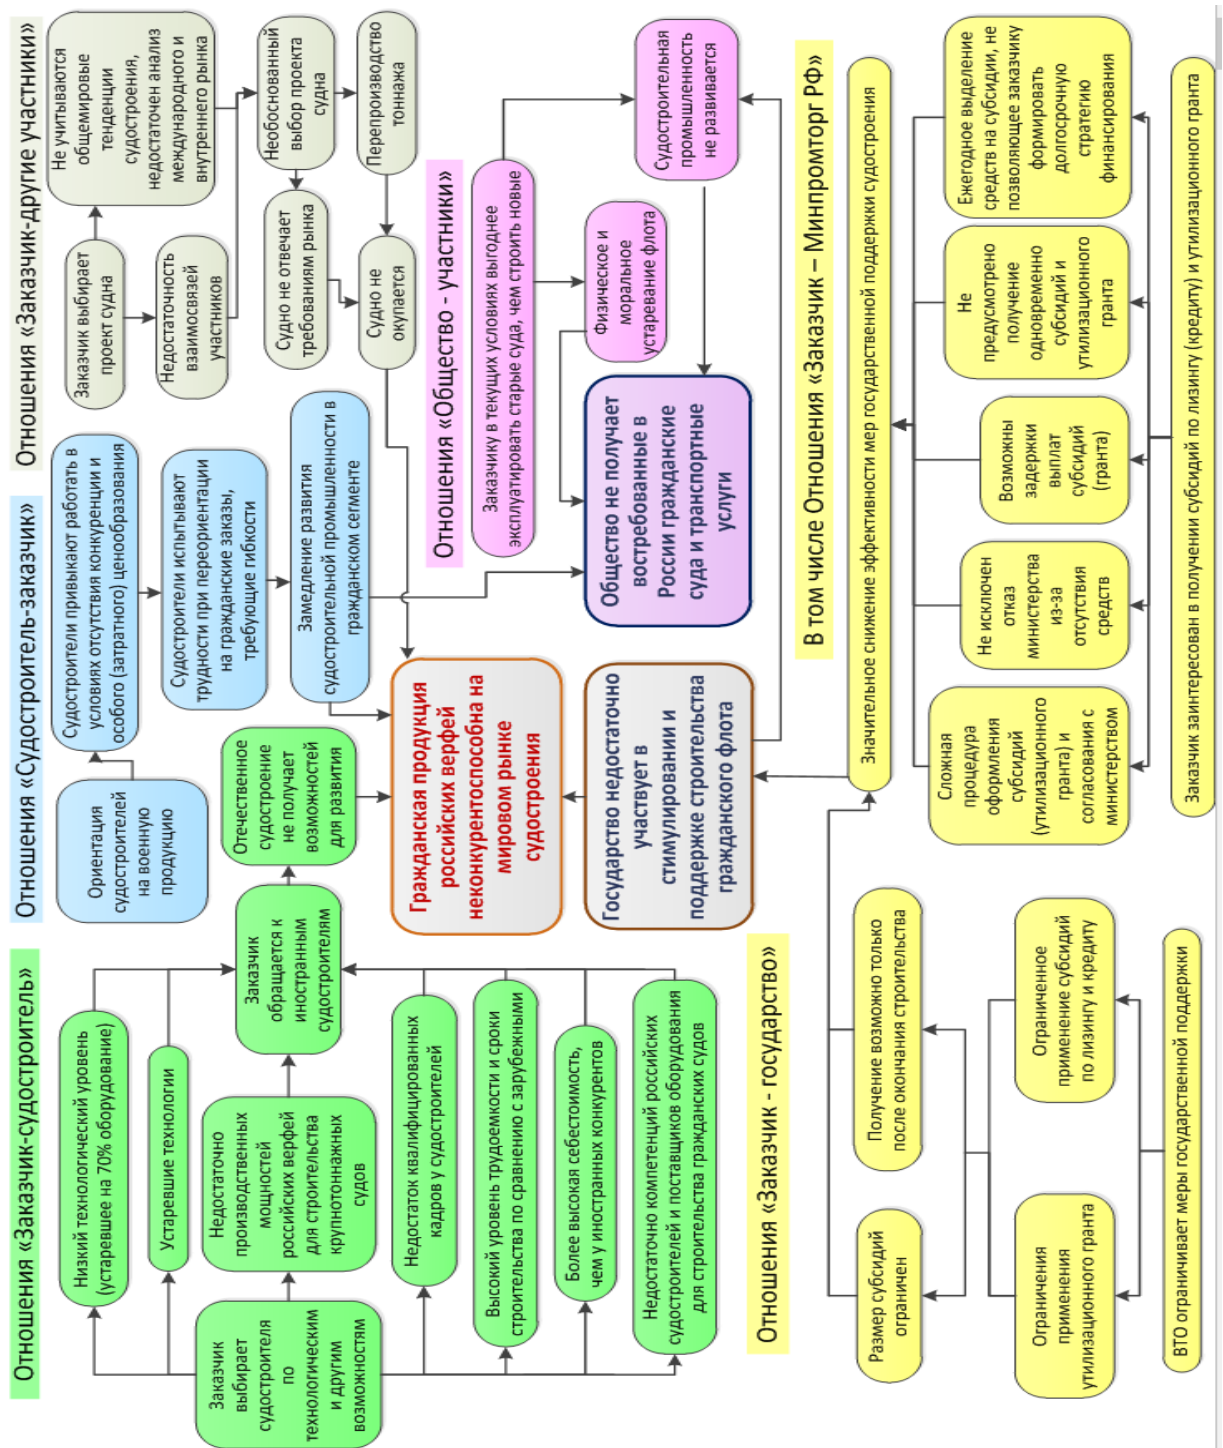 Отношения «Заказчик-судостроитель»
Заказчик
выбирает
судостроителя
по
технологическим
и другим
возможностям
Низкий технологический уровень
(устаревшее на 70% оборудование)
Устаревшие технологии
Недостаточно
производственных
мощностей
российских верфей
для строительства
крупнотоннажных
судов
Недостаток квалифицированных
кадров у судостроителей
Высокий уровень трудоемкости и сроки
строительства по сравнению с зарубежными
Более высокая себестоимость,
чем у иностранных конкурентов
Недостаточно компетенций российских
судостроителей и поставщиков оборудования
для строительства гражданских судов
Заказчик
обращается к
иностранным
судостроителям
Отечественное
судостроение
не получает
возможностей
для развития
Отношения «Судостроитель-заказчик»
Ориентация
судостроителей
на военную
продукцию
Судостроители привыкают работать в
условиях отсутствия конкуренции и
особого (затратного) ценообразования
Судостроители испытывают
трудности при переориентации
на гражданские заказы,
требующие гибкости
Замедление развития
судостроительной промышленности в
гражданском сегменте
Отношения «Заказчик-другие участники»
Заказчик выбирает
проект судна
Не учитываются
общемировые
тенденции
судостроения,
недостаточен анализ
международного и
внутреннего рынка
Недостаточность
взаимосвязей
участников
Необоснованный
выбор проекта
судна
Судно не отвечает
требованиям рынка
Перепроизводство
тоннажа
Судно не
окупается
Гражданская продукция
российских верфей
неконкурентоспособна на
мировом рынке
судостроения
Отношения «Общество - участники»
Заказчику в текущих условиях выгоднее
эксплуатировать старые суда, чем строить новые
Физическое и
моральное
устаревание флота
Судостроительная
промышленность
не развивается
Общество не получает
востребованные в
России гражданские
суда и транспортные
услуги
Государство недостаточно
участвует в
стимулировании и
поддержке строительства
гражданского флота
Отношения «Заказчик - государство»
Размер субсидий
ограничен
Получение возможно только
после окончания строительства
Ограничения
применения
утилизационного гранта
Ограниченное
применение субсидий
по лизингу и кредиту
ВТО ограничивает меры государственной поддержки
В том числе Отношения «Заказчик – Минпромторг РФ»
Значительное снижение эффективности мер государственной поддержки судостроения
Сложная
процедура
оформления
субсидий
(утилизационного
гранта) и
согласования с
министерством
Не исключен
отказ
министерства
из-за
отсутствия
средств
Возможны
задержки
выплат
субсидий
(гранта)
Не
предусмотрено
получение
одновременно
субсидий и
утилизационного
гранта
Ежегодное выделение
средств на субсидии, не
позволяющее заказчику
формировать
долгосрочную
стратегию
финансирования
Заказчик заинтересован в получении субсидий по лизингу (кредиту) и утилизационного гранта